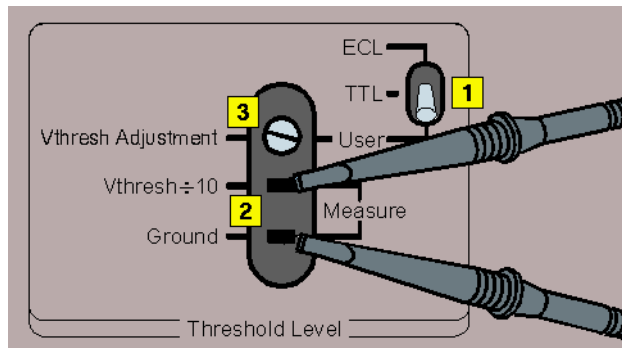 ECL
TTL
1
3
Vthresh Adjustment
User
Vthresh÷10
2
Measure
Ground
Threshold Level